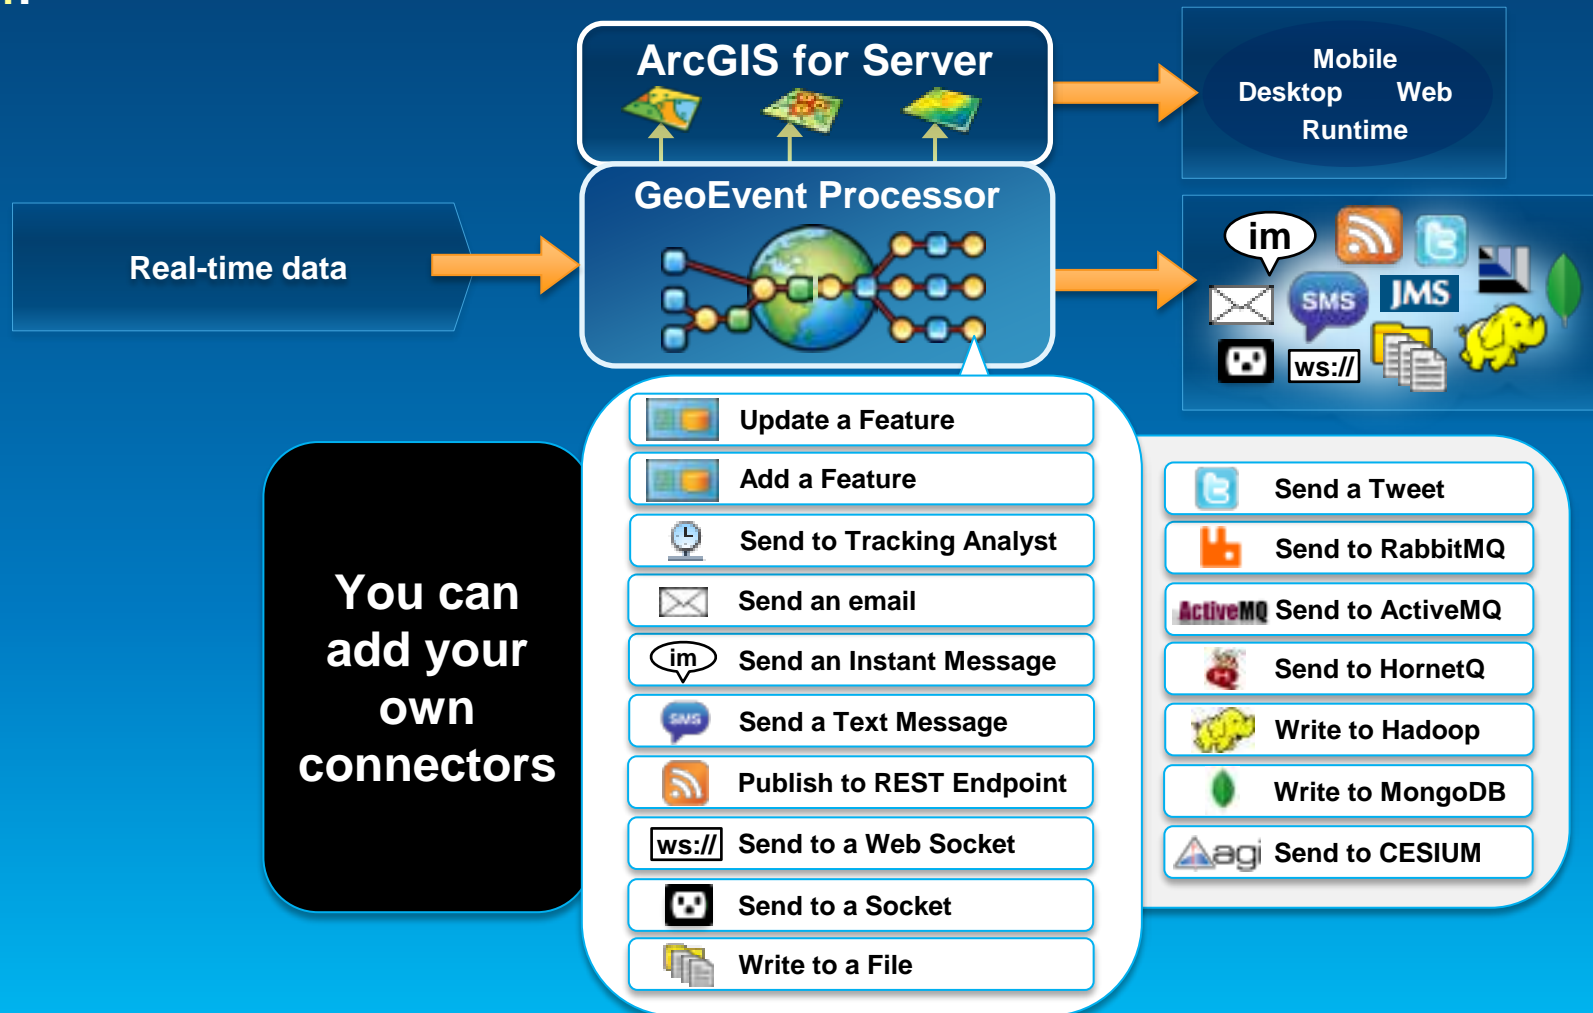 ArcGIS for Server
Mobile
Desktop Web
Runtime
GeoEvent Processor
Real-time data
im
SMS
JMS
ws://
Update a Feature
Add a Feature
Send to Tracking Analyst
Send an email
im Send an Instant Message
SMS Send a Text Message
Publish to REST Endpoint
ws:// Send to a Web Socket
Send to a Socket
Write to a File
You can
add your
own
connectors
Send a Tweet
Send to RabbitMQ
ActiveMQ Send to ActiveMQ
H Send to HornetQ
Write to Hadoop
Write to MongoDB
agi Send to CESIUM